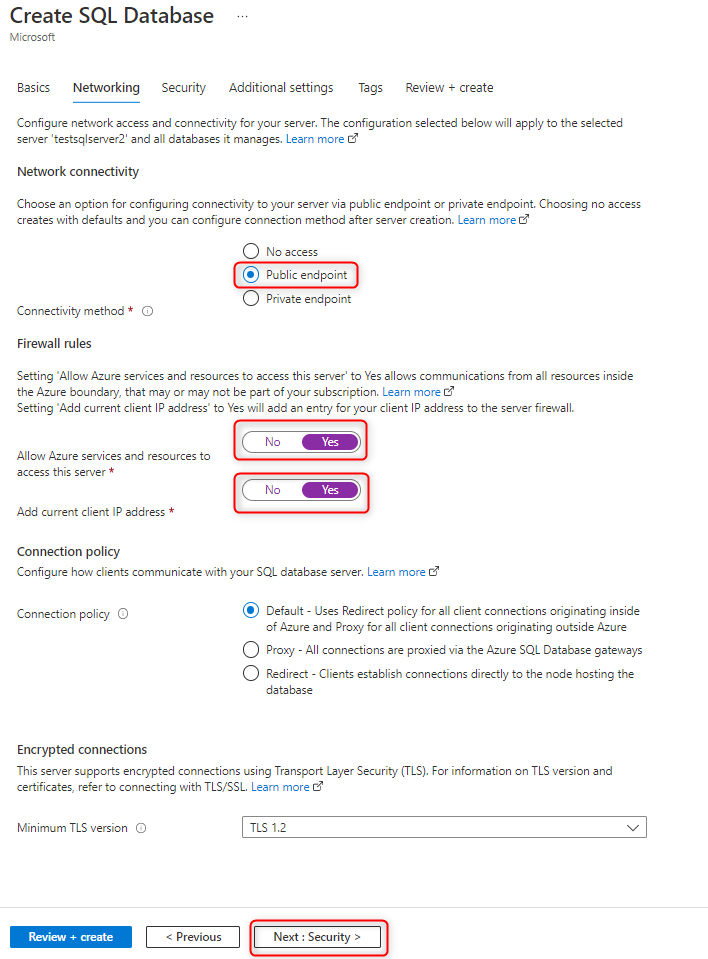 Create SQL Database ...
Microsoft
Basics Networking Security Additional settings Tags Review + create
Configure network access and connectivity for your server. The configuration selected below will apply to the selected
server 'testsqlserver2' and all databases it manages. Learn more
Network connectivity
Choose an option for configuring connectivity to your server via public endpoint or private endpoint. Choosing no access
creates with defaults and you can configure connection method after server creation. Learn more
No access
Public endpoint
Private endpoint
Connectivity method *
Firewall rules
Setting 'Allow Azure services and resources to access this server' to Yes allows communications from all resources inside
the Azure boundary, that may or may not be part of your subscription. Learn more
Setting 'Add current client IP address' to Yes will add an entry for your client IP address to the server firewall.
No Yes
Allow Azure services and resources to
access this server *
No Yes
Add current client IP address *
Connection policy
Configure how clients communicate with your SQL database server. Learn more
Connection policy
Default - Uses Redirect policy for all client connections originating inside
of Azure and Proxy for all client connections originating outside Azure
Proxy - All connections are proxied via the Azure SQL Database gateways
Redirect - Clients establish connections directly to the node hosting the
database
Encrypted connections
This server supports encrypted connections using Transport Layer Security (TLS). For information on TLS version and
certificates, refer to connecting with TLS/SSL. Learn more
Minimum TLS version
TLS 1.2
Review + create
< Previous
Next : Security >